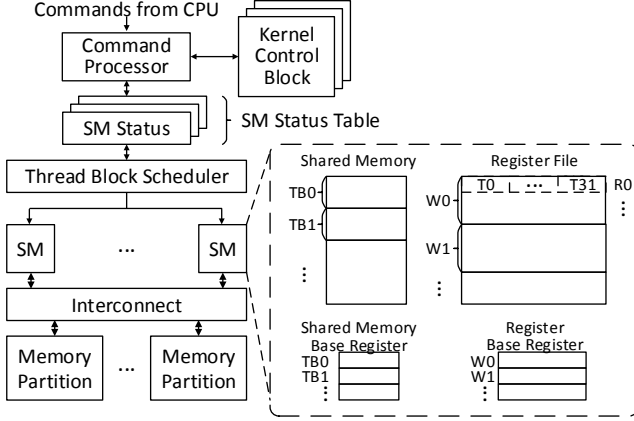 Commands from CPU
Command
Processor
Kernel
Control
Block
SM Status
SM Status Table
Thread Block Scheduler
SM
...
SM
Interconnect
Memory
Partition
...
Memory
Partition
Shared Memory
TB0
TB1
...
Register File
T0 ... T31 R0
W0
W1
...
...
Shared Memory
Base Register
TB0
TB1
...
Register
Base Register
W0
W1
...